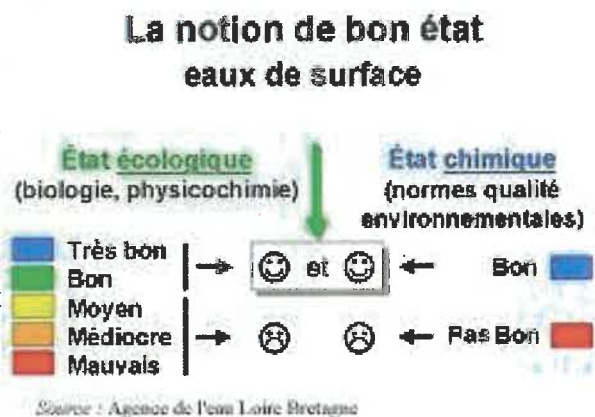 La notion de bon état
eaux de surface
État écologique
(biologie, physicochimie)
État chimique
(normes qualité
environnementales)
Très bon
Bon
Moyen
Médiocre
Mauvais
et
Bon
Pas Bon
Source : Agence de l'eau Loire Bretagne